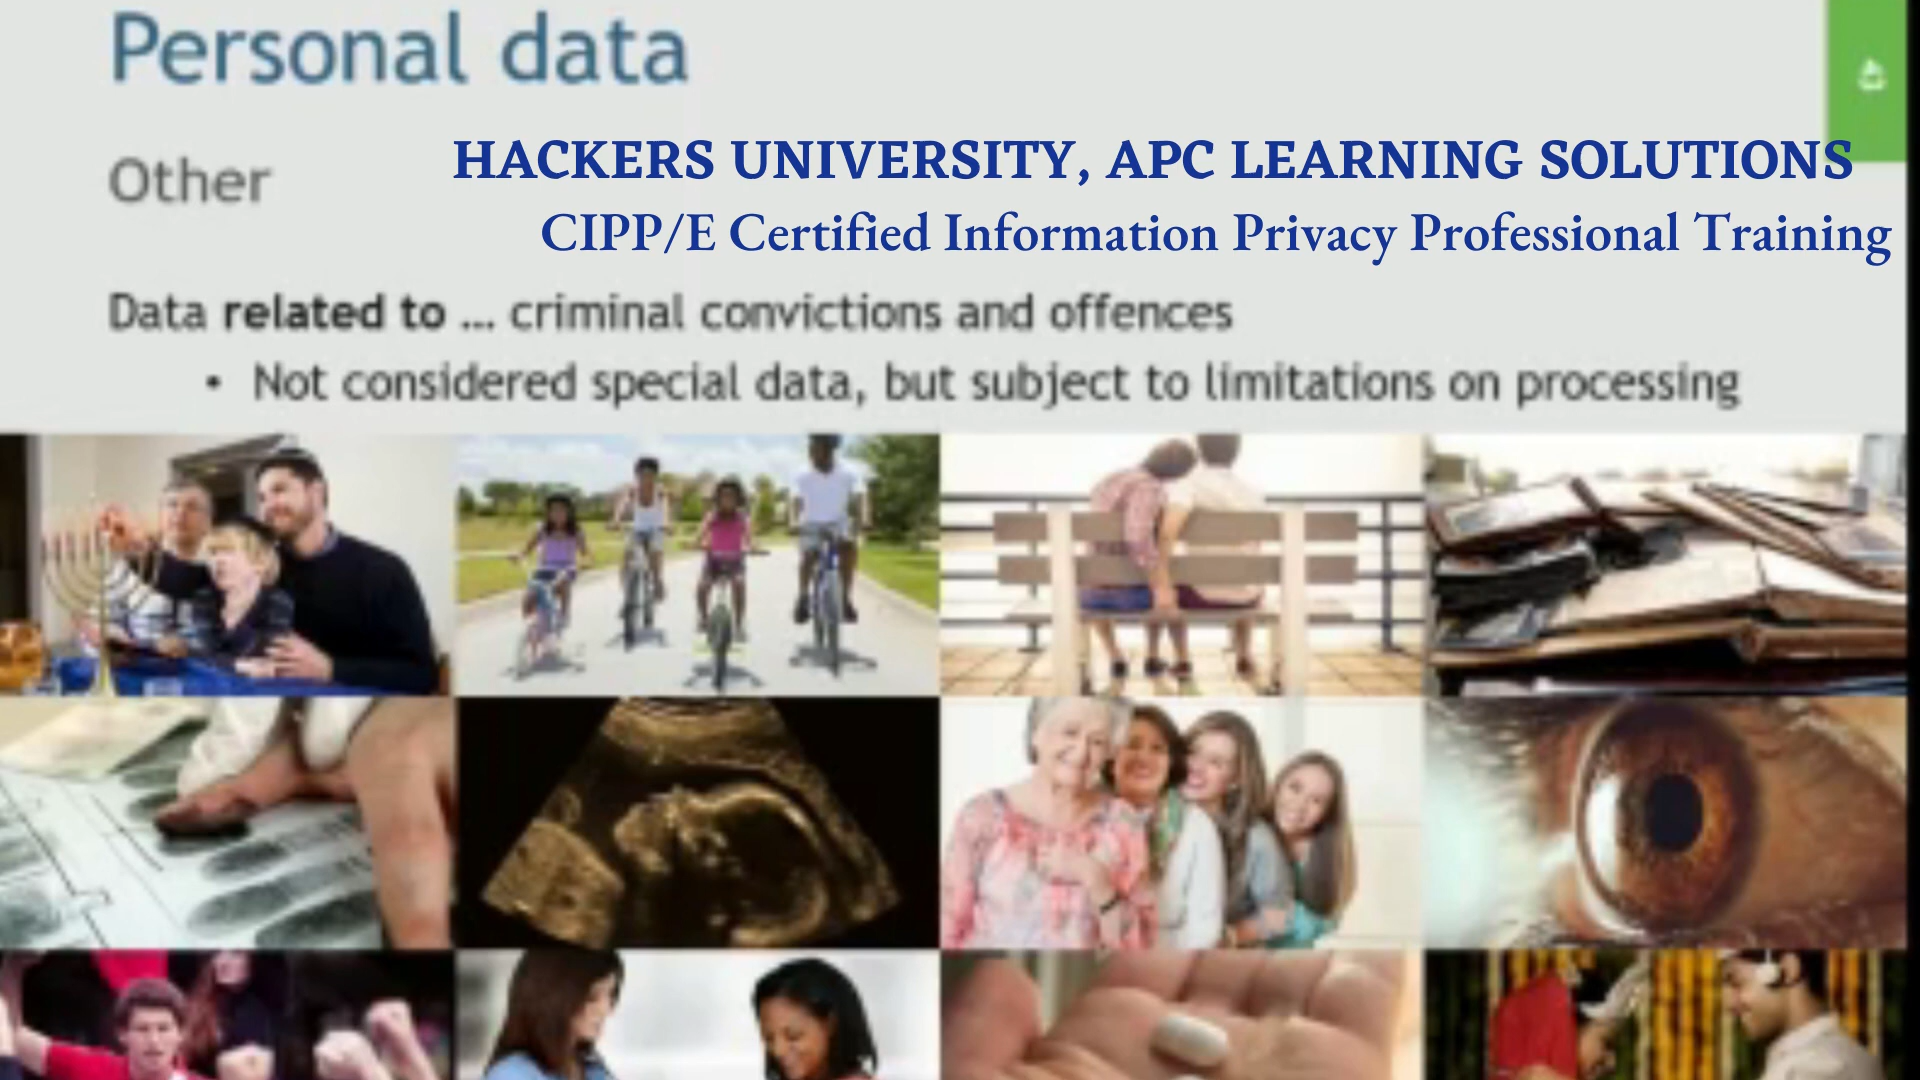 Personal data
Other
HACKERS UNIVERSITY, APC LEARNING SOLUTIONS
CIPP/E Certified Information Privacy Professional Training
Data related to ... criminal convictions and offences
• Not considered special data, but subject to limitations on processing